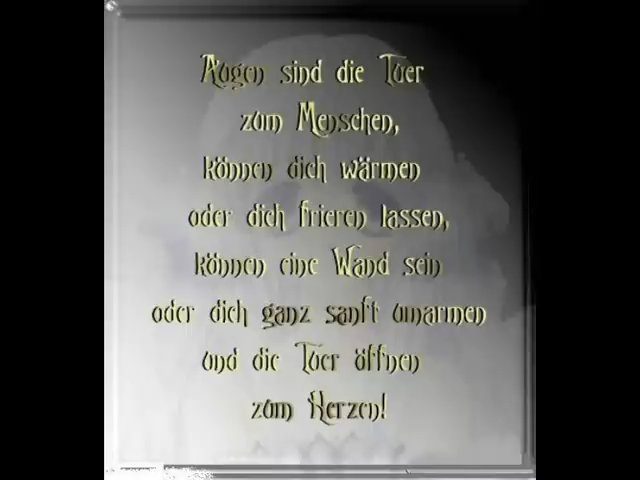 Augen sind die Tuer
zum Menschen,
können dich wärmen
oder dich frieren lassen,
können eine Wand sein
oder dich ganz sanft umarmen
und die Tuer öffnen
zum Herzen!